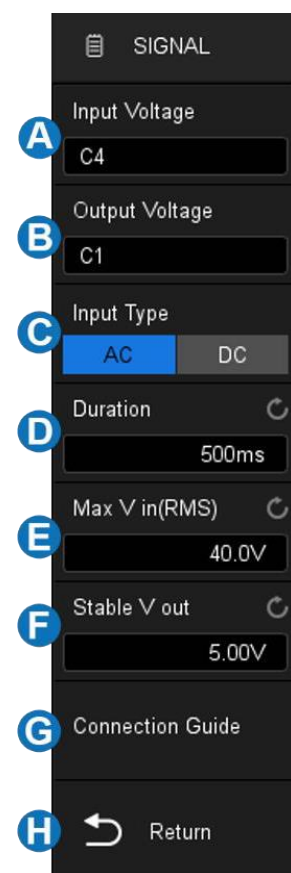 SIGNAL
A
Input Voltage
C4
B
Output Voltage
C1
C
Input Type
AC DC
D
Duration
500ms
E
Max V in(RMS)
40.0V
F
Stable V out
5.00V
G
Connection Guide
H
Return